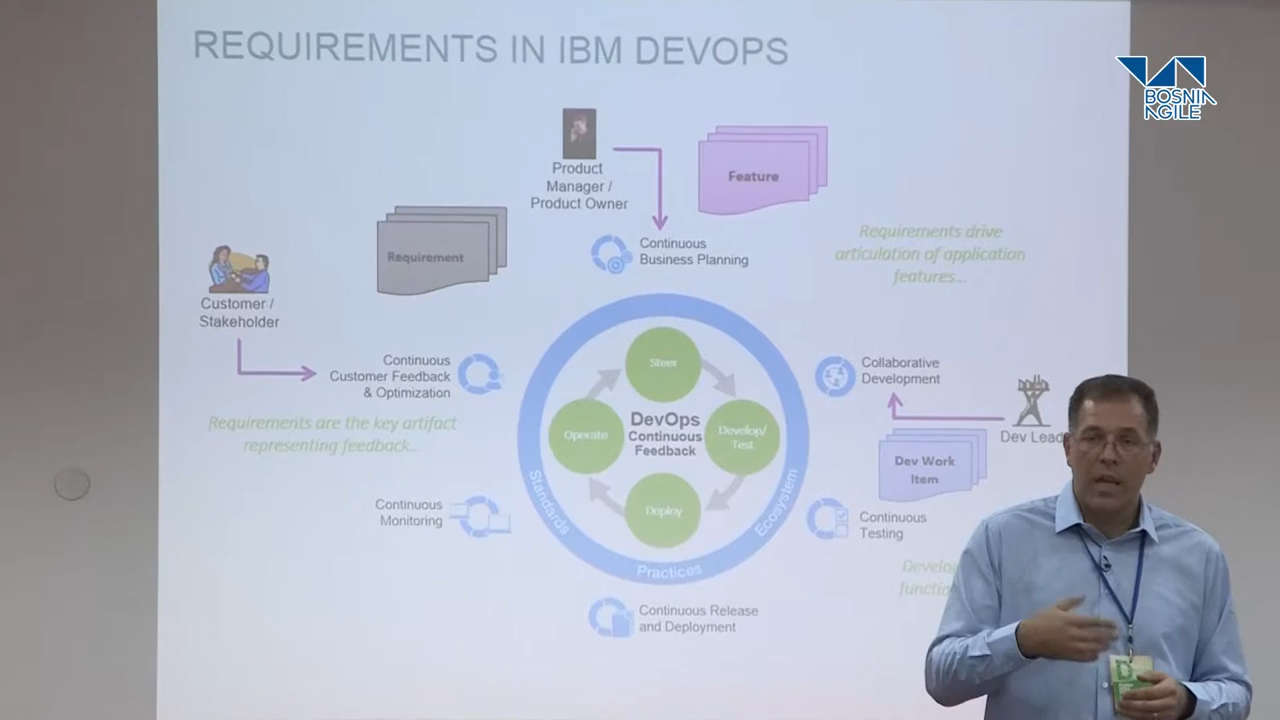 REQUIREMENTS IN IBM DEVOPS
BOSNIA
AGILE
Product
Manager /
Product Owner
Feature
Requirement
Continuous
Business Planning
Requirements drive
articulation of application
features...
Customer /
Stakeholder
Continuous
Customer Feedback
& Optimization
Requirements are the key artifact
representing feedback...
Steer
Operate
DevOps
Continuous
Feedback
Develop/
Test
Deploy
Standards
Practices
Ecosystem
Collaborative
Development
Dev Lead
Dev Work
Item
Continuous
Monitoring
Continuous
Testing
Continuous Release
and Deployment